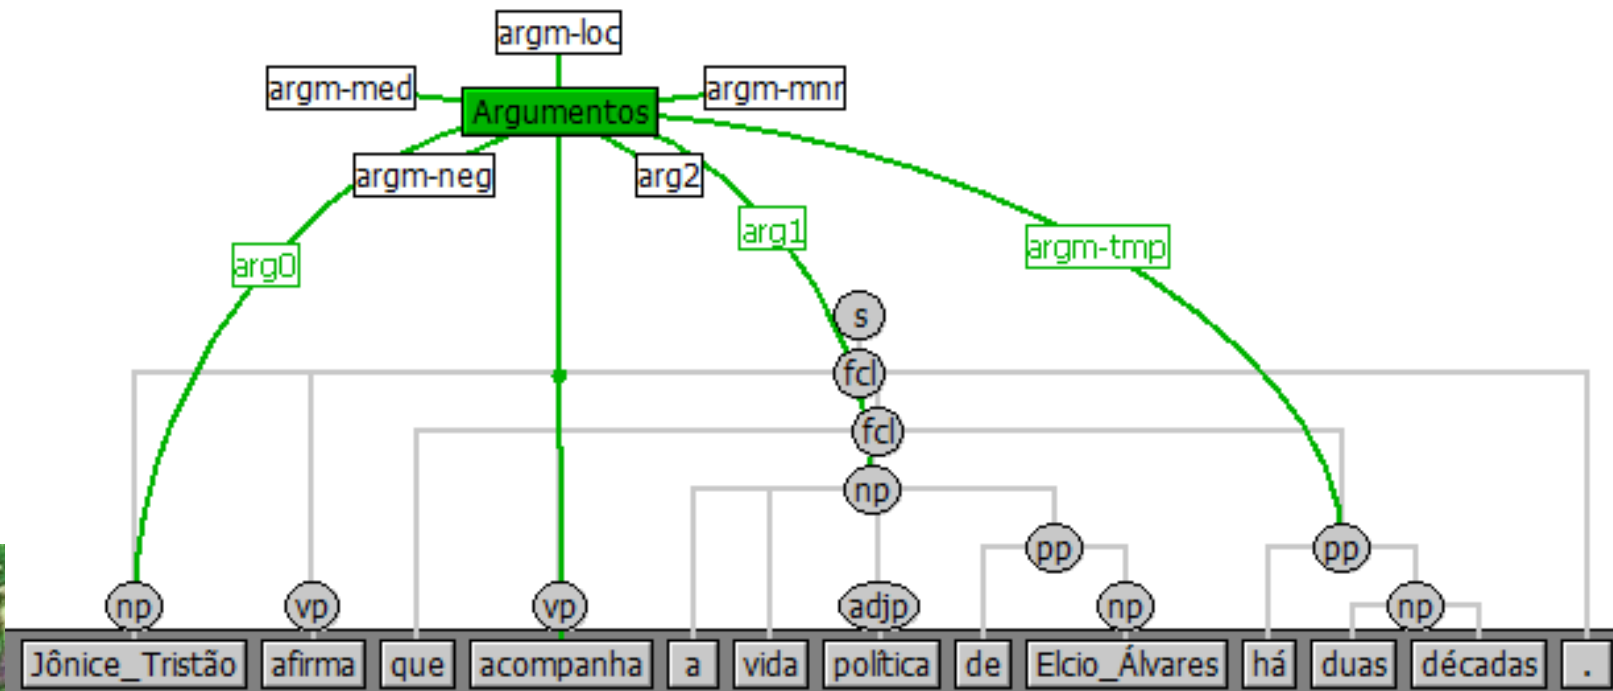 argm-loc
argm-med
argm-mnr
Argumentos
argm-neg
arg2
arg1
arg0
argm-tmp
s
fcl
fcl
np
pp
pp
np
vp
vp
adjp
np
np
Jônice_Tristão afirma que acompanha a vida política de Elcio_Álvares há duas décadas .